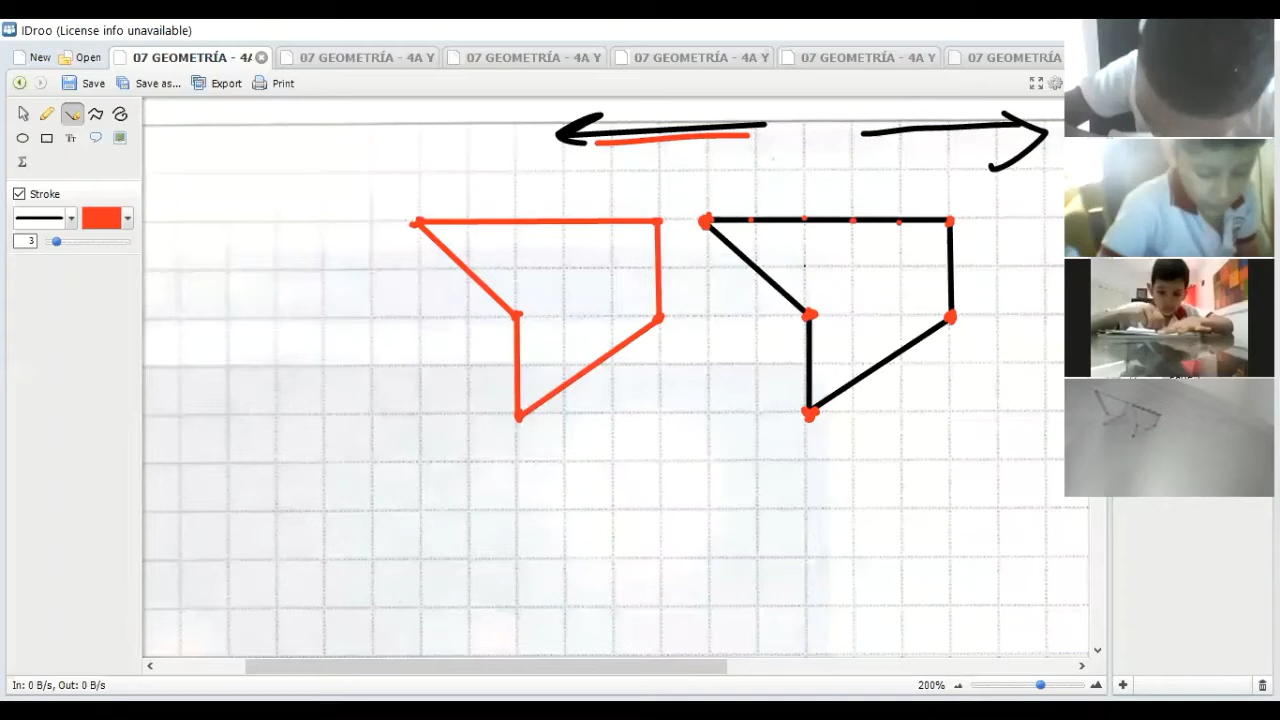 IDroo (License info unavailable)
New Open 07 GEOMETRÍA - 4A 07 GEOMETRÍA - 4A Y 07 GEOMETRÍA - 4A Y 07 GEOMETRÍA - 4A Y 07 GEOMETRÍA - 4A Y 07 GEOMETRÍA
Save Save as... Export Print
Tr
Σ
Stroke
3
In: 0 B/s, Out: 0 B/s 200%